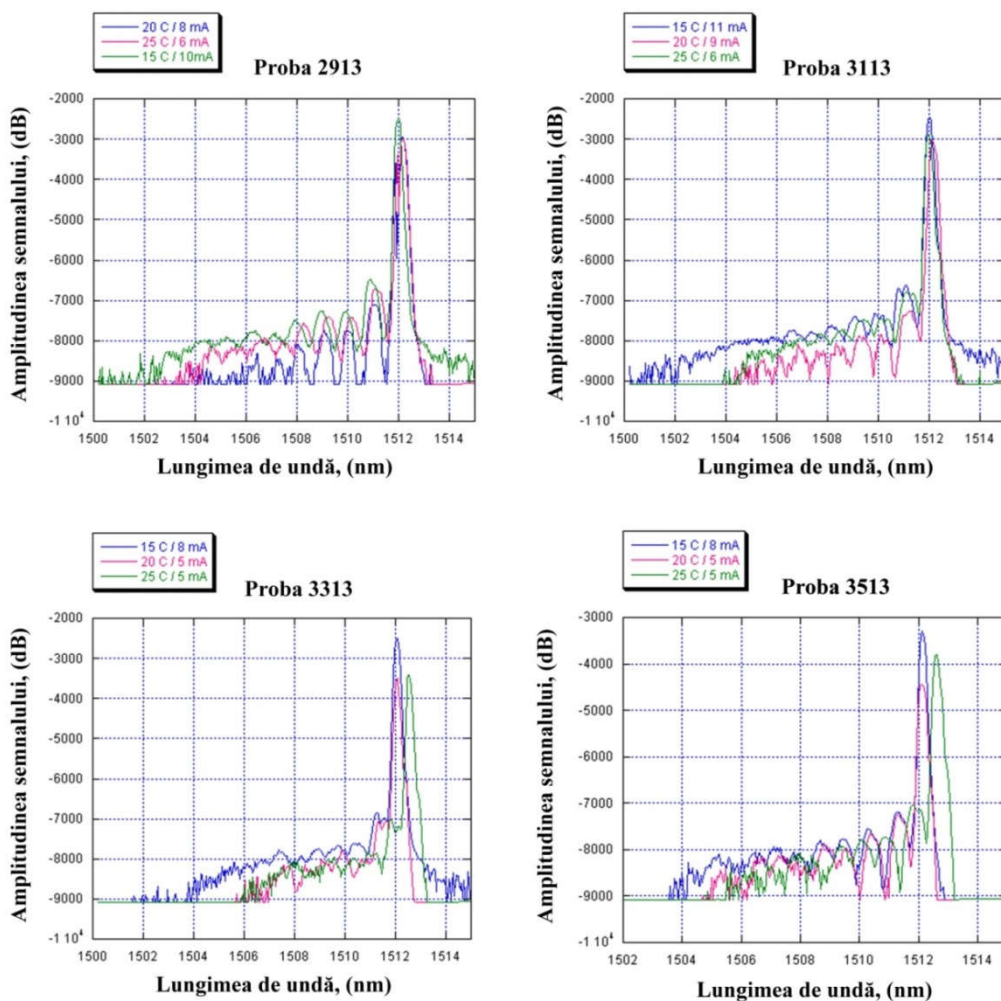 20 C / 8 mA
25 C / 6 mA
15 C / 10mA
Proba 2913
Amplitudinea semnalului, (dB)
-2000
-3000
-4000
-5000
-6000
-7000
-8000
-9000
-1 10⁴
1500 1502 1504 1506 1508 1510 1512 1514
Lungimea de undă, (nm)
15 C / 11 mA
20 C / 9 mA
25 C / 6 mA
Proba 3113
Amplitudinea semnalului, (dB)
-2000
-3000
-4000
-5000
-6000
-7000
-8000
-9000
-1 10⁴
1500 1502 1504 1506 1508 1510 1512 1514
Lungimea de undă, (nm)
15 C / 8 mA
20 C / 5 mA
25 C / 5 mA
Proba 3313
Amplitudinea semnalului, (dB)
-2000
-3000
-4000
-5000
-6000
-7000
-8000
-9000
-1 10⁴
1500 1502 1504 1506 1508 1510 1512 1514
Lungimea de undă, (nm)
15 C / 8 mA
20 C / 5 mA
25 C / 5 mA
Proba 3513
Amplitudinea semnalului, (dB)
-3000
-4000
-5000
-6000
-7000
-8000
-9000
-1 10⁴
1502 1504 1506 1508 1510 1512 1514
Lungimea de undă, (nm)